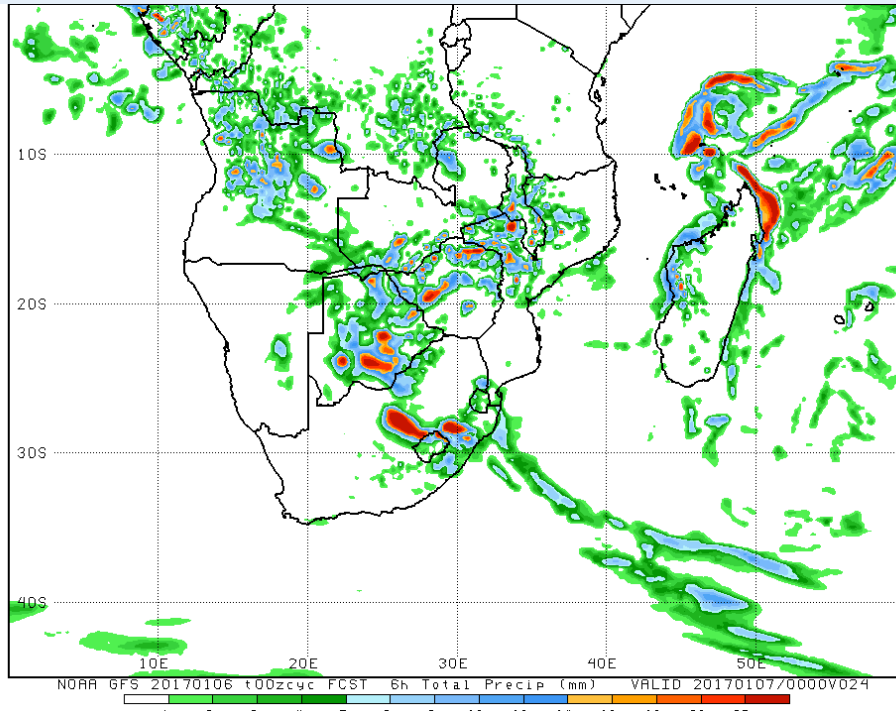 10S
20S
30S
40S
10E 20E 30E 40E 50E
NOAA GFS 20170106 t00zcyc FCST 6h Total Precip (mm) VALID 20170107/0000V024